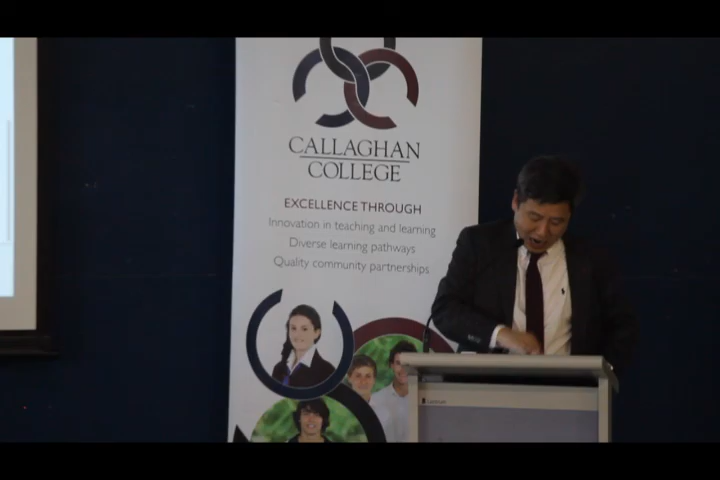 CALLAGHAN
COLLEGE
EXCELLENCE THROUGH
Innovation in teaching and learning
Diverse learning pathways
Quality community partnerships